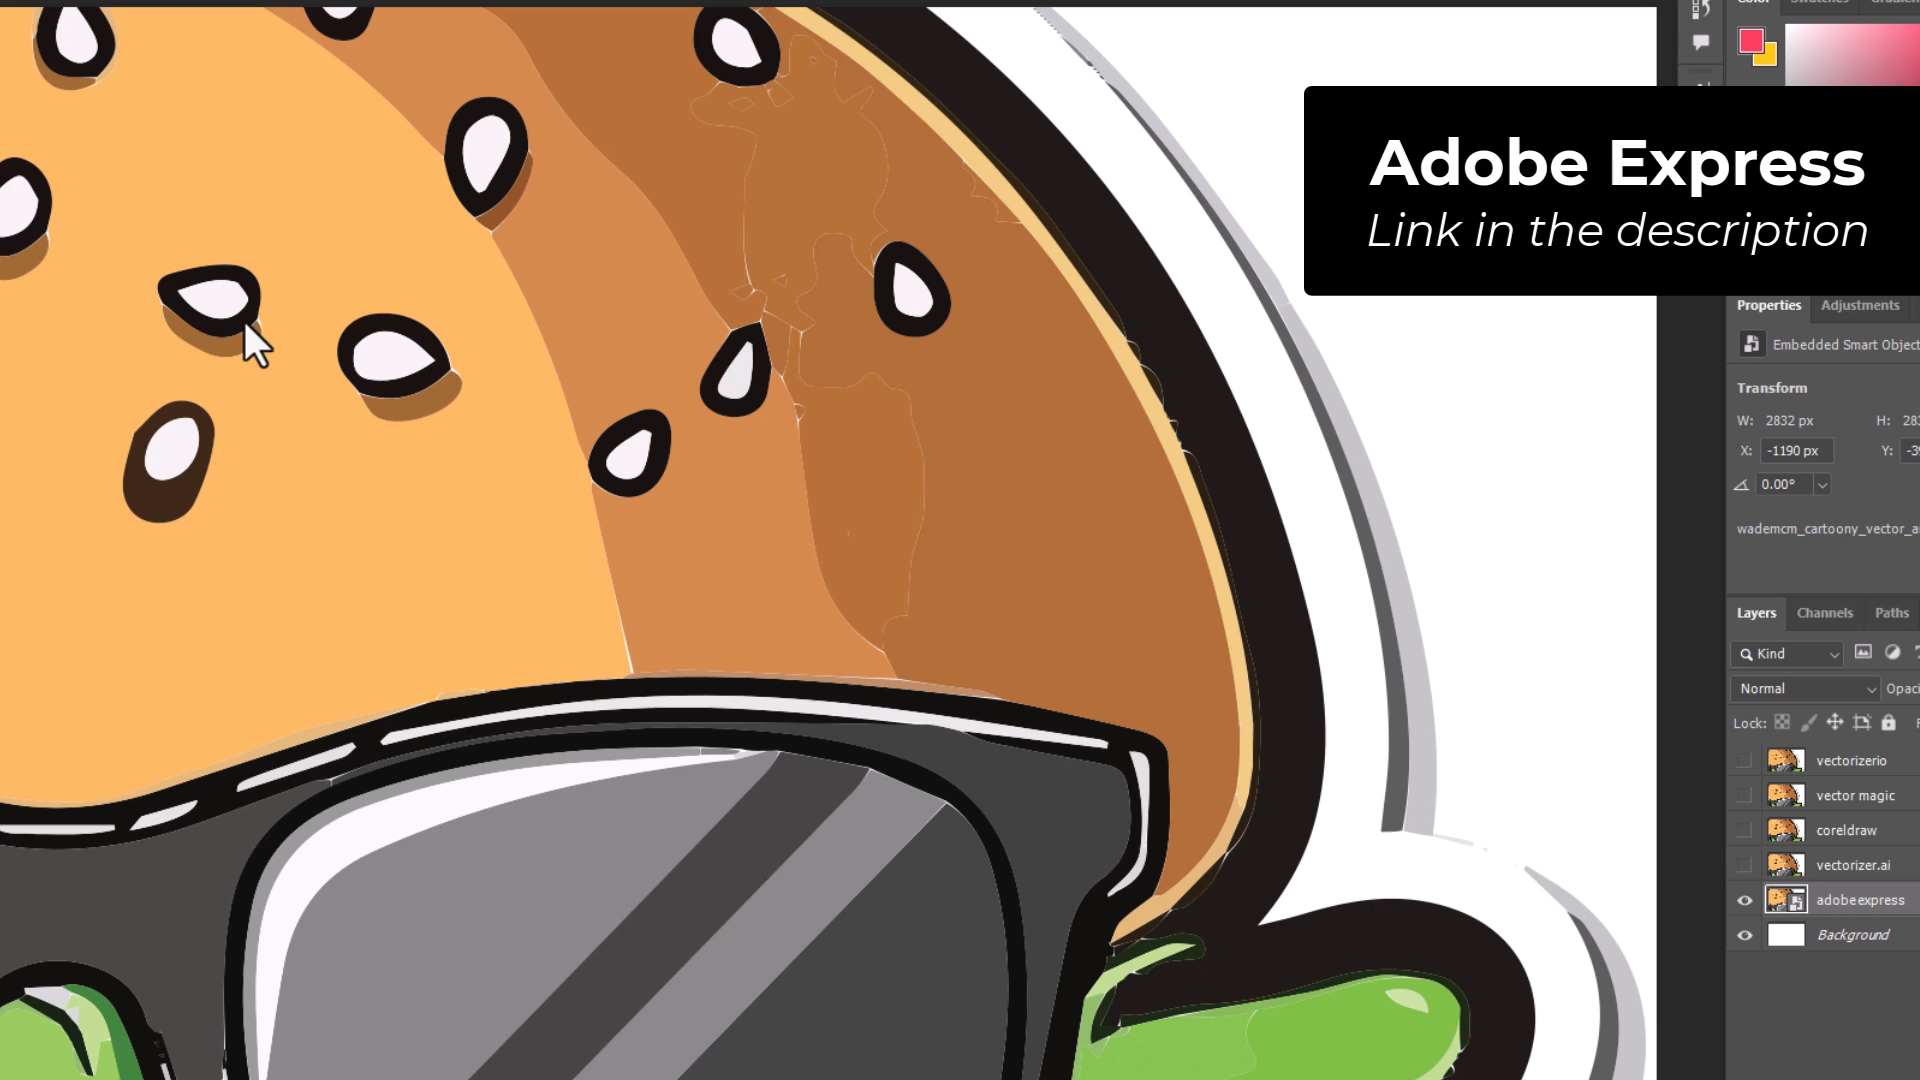 Adobe Express
Link in the description
Properties Adjustments
Embedded Smart Object
Transform
W: 2832 px H:
X: -1190 px Y:
0.00°
wademcm_cartoony_vector_a
Layers Channels Paths
Kind
Normal
Lock:
vectorizerio
vector magic
coreldraw
vectorizer.ai
adobeexpress
Background